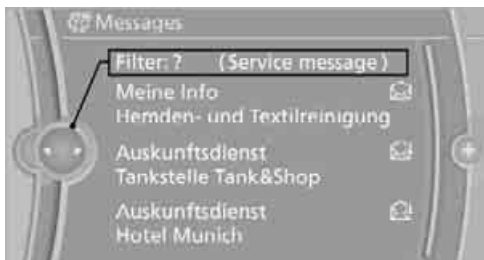 Messages
Filter: ? (Service message)
Meine Info
Hemden- und Textilreinigung
Auskunftsdienst
Tankstelle Tank&Shop
Auskunftsdienst
Hotel Munich